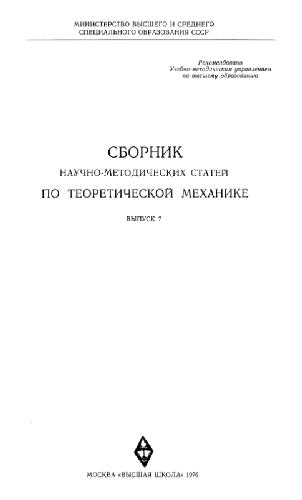 МИНИСТЕРСТВО ВЫСШЕГО И СРЕДНЕГО
СПЕЦИАЛЬНОГО ОБРАЗОВАНИЯ СССР
Рекомендовано
Учебно-методическим управлением
по высшему образованию
СБОРНИК
НАУЧНО-МЕТОДИЧЕСКИХ СТАТЕЙ
ПО ТЕОРЕТИЧЕСКОЙ МЕХАНИКЕ
ВЫПУСК 7
МОСКВА «ВЫСШАЯ ШКОЛА» 1976